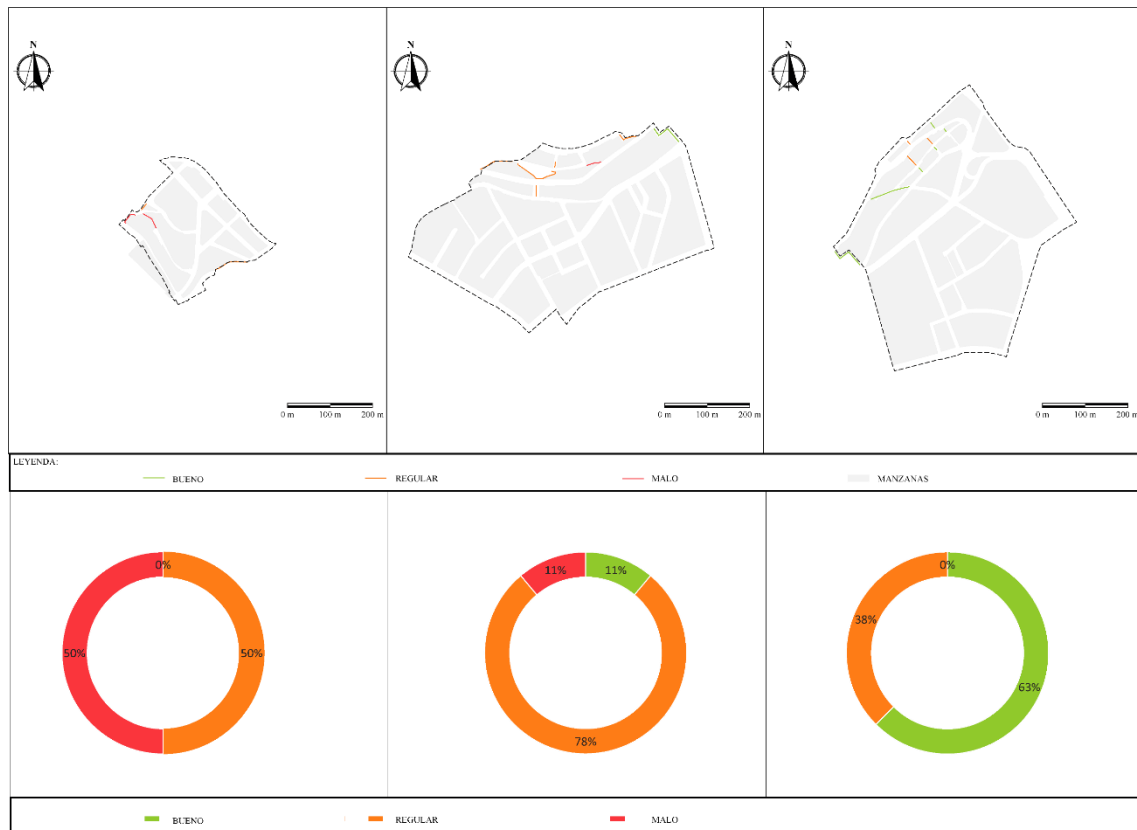 N
N
N
0 m 100 m 200 m
0 m 100 m 200 m
0 m 100 m 200 m
LEYENDA:
BUENO REGULAR MALO MANZANAS
0%
50% 50%
11% 11%
78%
0%
38%
63%
BUENO REGULAR MALO